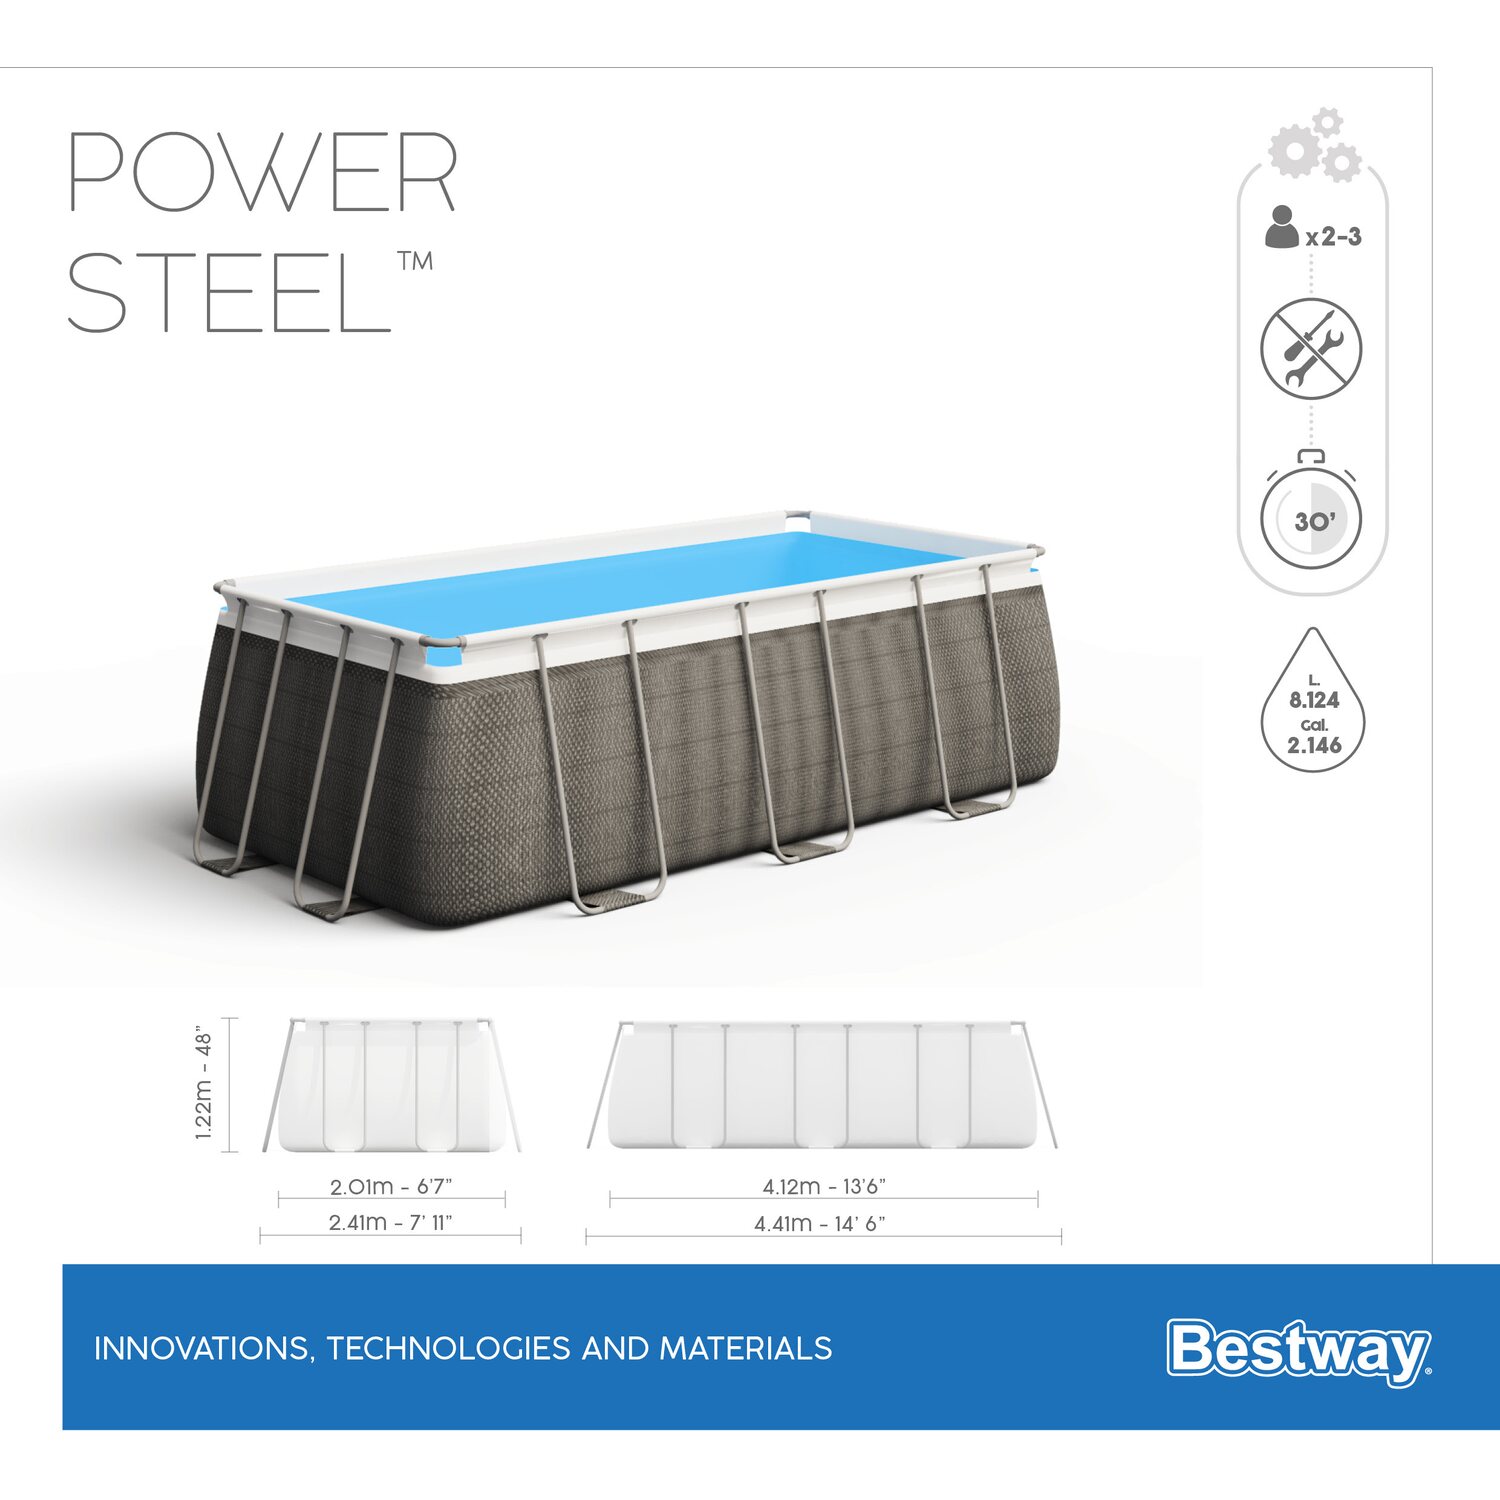 POWER
STEEL™
x2-3
30’
L.
8.124
Gal.
2.146
1.22m - 48”
2.01m - 6’7”
2.41m - 7’ 11”
4.12m - 13’6”
4.41m - 14’ 6”
INNOVATIONS, TECHNOLOGIES AND MATERIALS
Bestway®